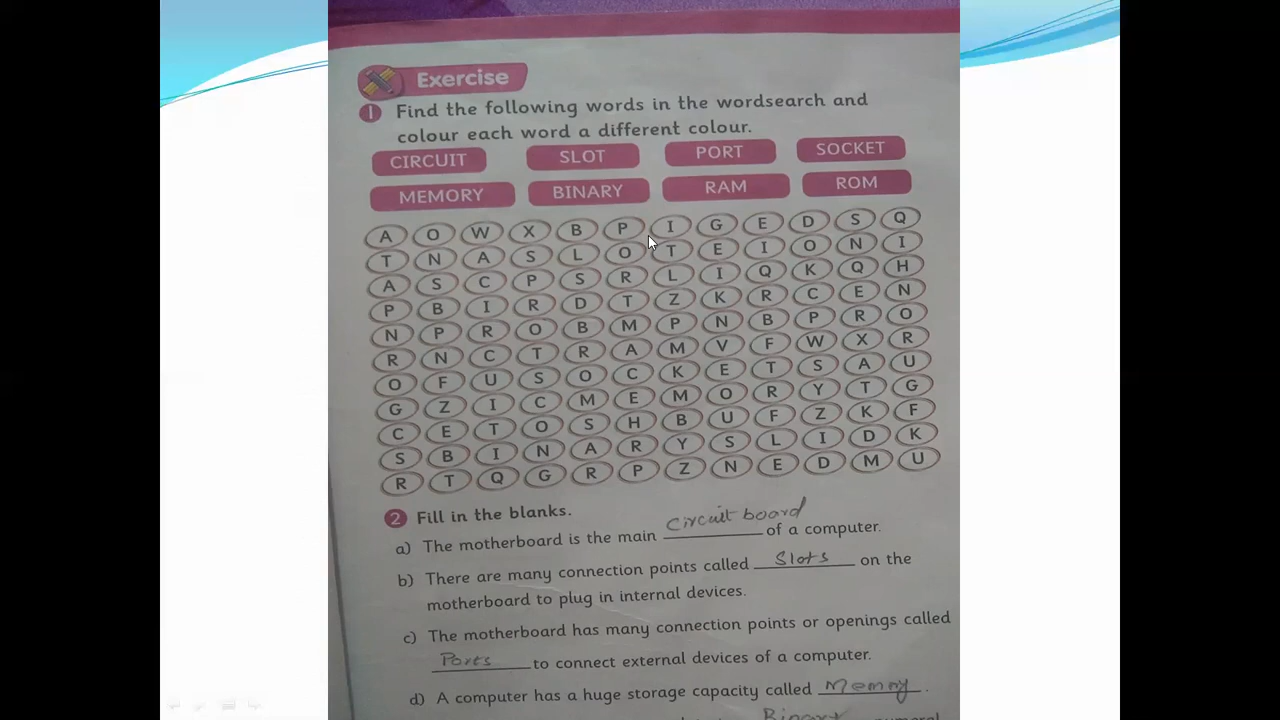 Exercise
1 Find the following words in the wordsearch and
colour each word a different colour.
CIRCUIT SLOT PORT SOCKET
MEMORY BINARY RAM ROM
A O W X B P I G E D S Q
T N A S L O T E I O N I
A S C P S R L I Q K Q H
P B I R D T Z K R C E N
N P R O B M P N B P R O
R N C T R A M V F W X R
O F U S O C K E T S A U
G Z I C M E M O R Y T G
C E T O S H B U F Z K F
S B I N A R Y S L I D K
R T Q G R P Z N E D M U
2 Fill in the blanks.
a) The motherboard is the main Circuit board of a computer.
b) There are many connection points called Slots on the
motherboard to plug in internal devices.
c) The motherboard has many connection points or openings called
Ports to connect external devices of a computer.
d) A computer has a huge storage capacity called Memory.
Binary numeral